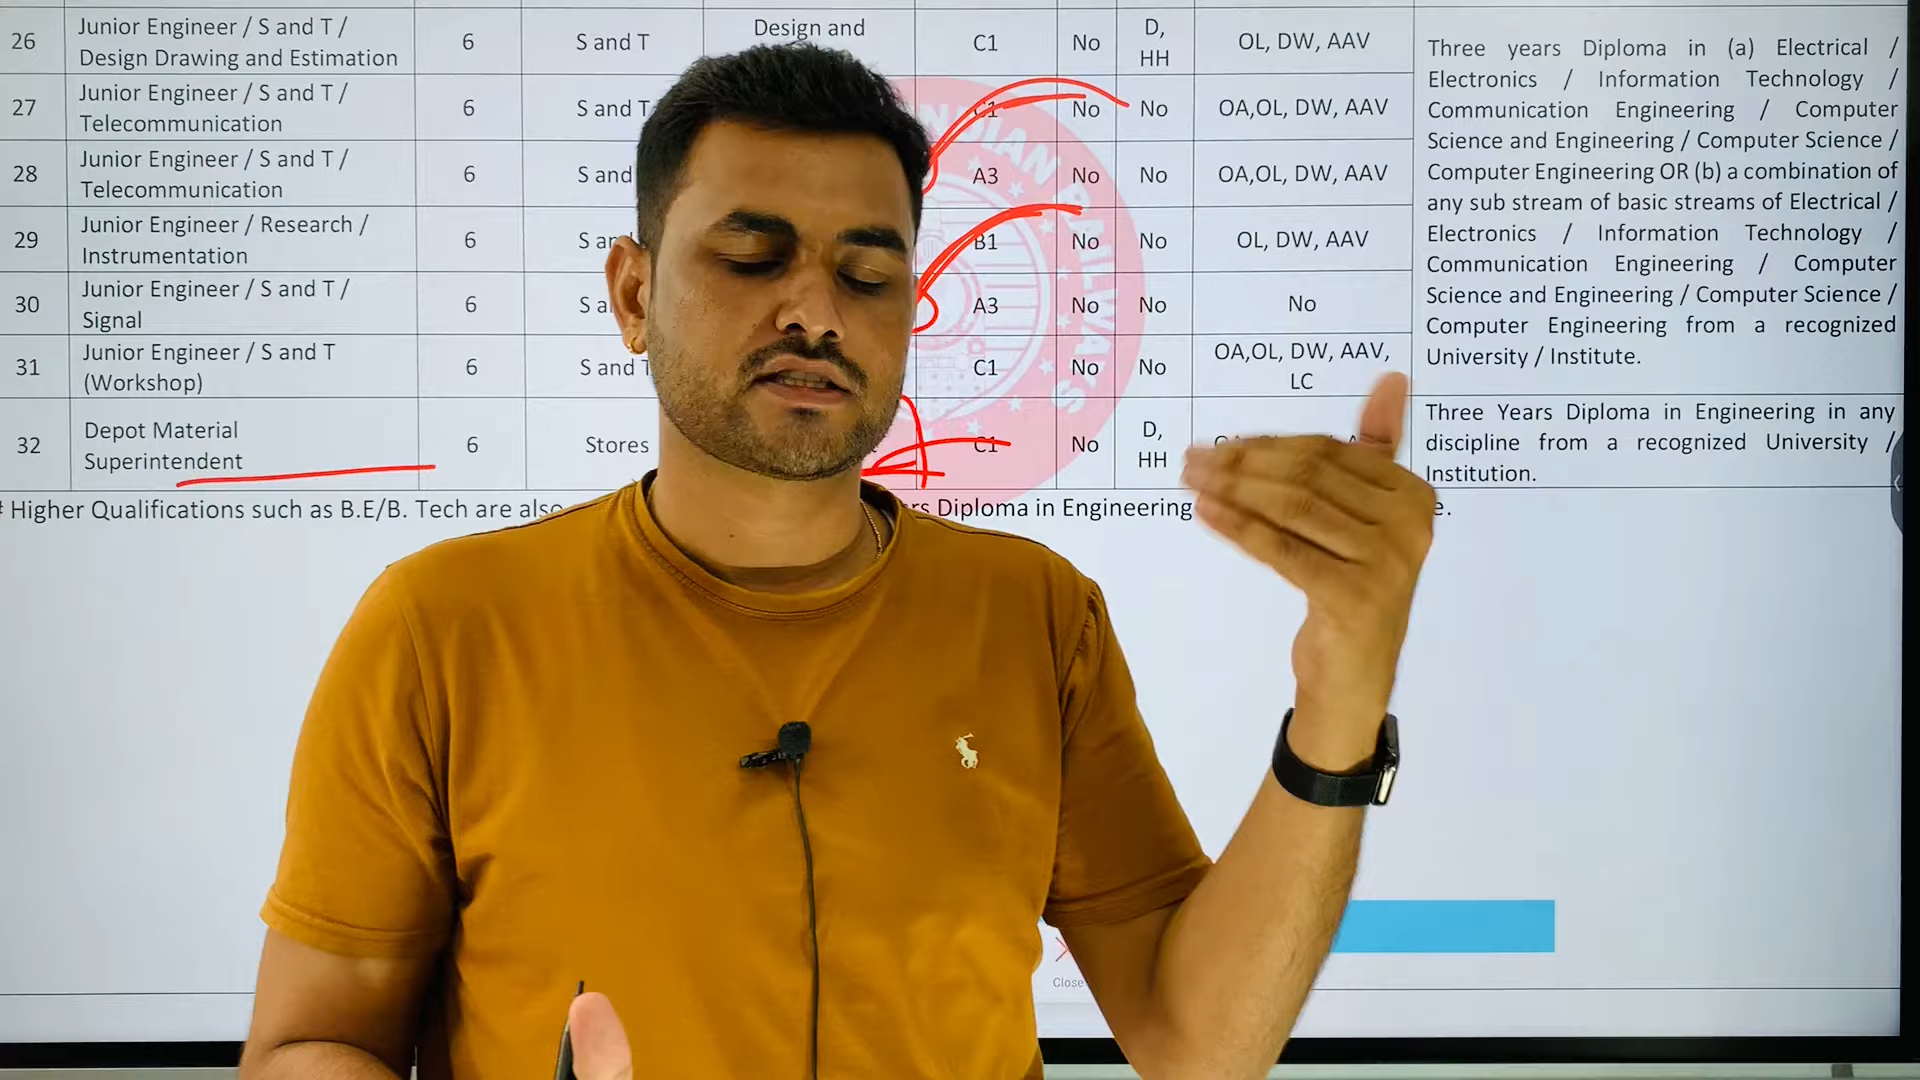 26 Junior Engineer / S and T / Design Drawing and Estimation 6 S and T Design and C1 No D, HH OL, DW, AAV
27 Junior Engineer / S and T / Telecommunication 6 S and T C1 No No OA,OL, DW, AAV
28 Junior Engineer / S and T / Telecommunication 6 S and A3 No No OA,OL, DW, AAV
29 Junior Engineer / Research / Instrumentation 6 B1 No No OL, DW, AAV
30 Junior Engineer / S and T / Signal 6 A3 No No No
31 Junior Engineer / S and T (Workshop) 6 S and T C1 No No OA,OL, DW, AAV, LC
32 Depot Material Superintendent 6 Stores C1 No D, HH
Three years Diploma in (a) Electrical /
Electronics / Information Technology /
Communication Engineering / Computer
Science and Engineering / Computer Science /
Computer Engineering OR (b) a combination of
any sub stream of basic streams of Electrical /
Electronics / Information Technology /
Communication Engineering / Computer
Science and Engineering / Computer Science /
Computer Engineering from a recognized
University / Institute.
Three Years Diploma in Engineering in any
discipline from a recognized University /
Institution.
Higher Qualifications such as B.E/B. Tech are also Diploma in Engineering
RAILWAYS
Close